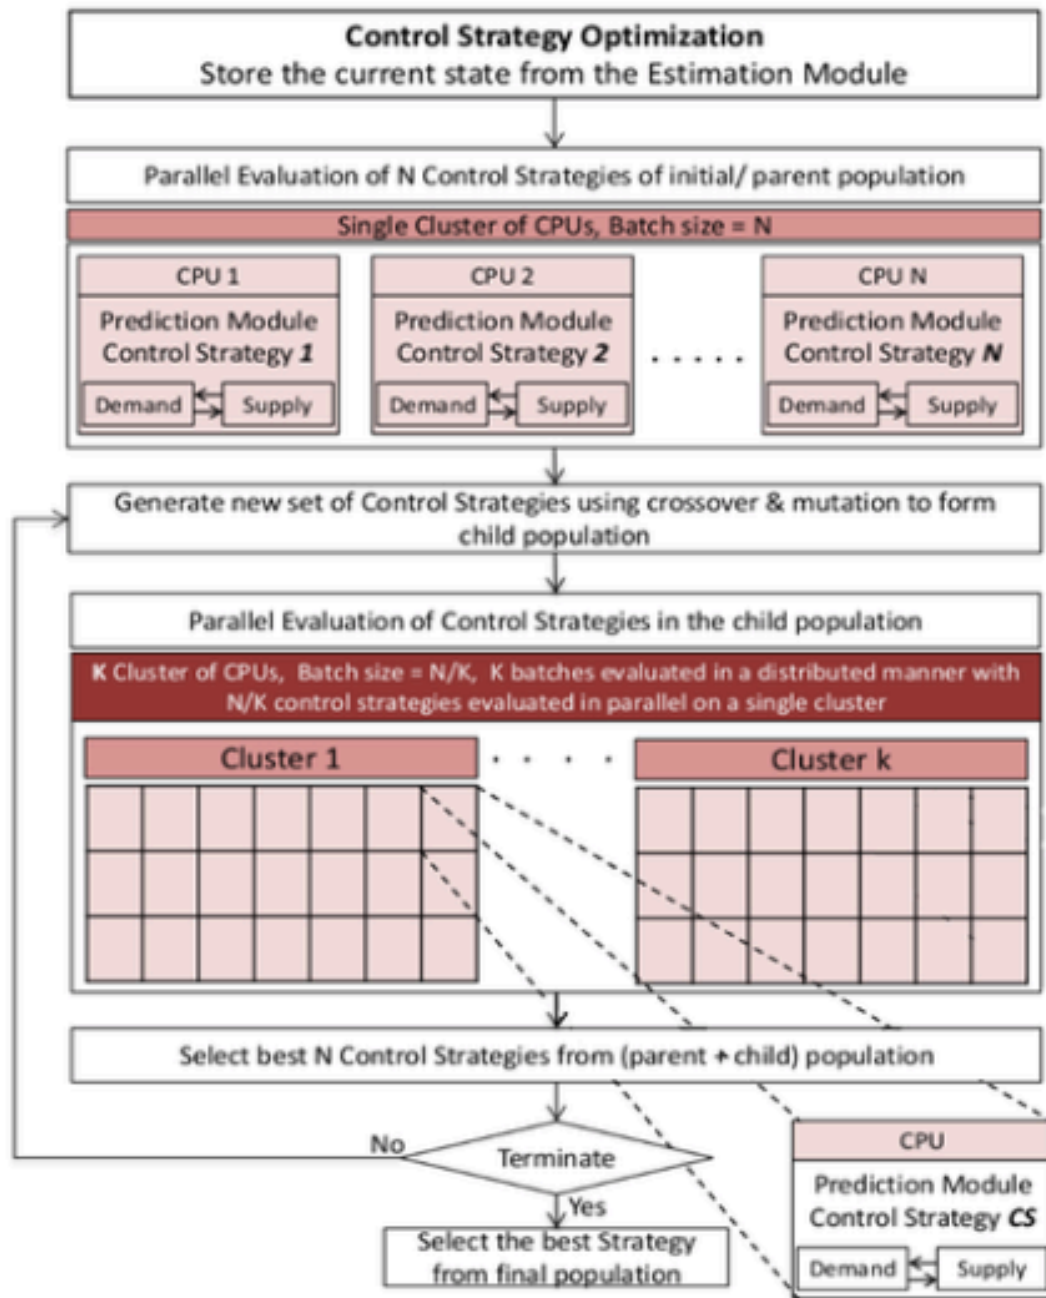 Control Strategy Optimization
Store the current state from the Estimation Module
Parallel Evaluation of N Control Strategies of initial/ parent population
Single Cluster of CPUs, Batch size = N
CPU 1
Prediction Module
Control Strategy 1
Demand
Supply
CPU 2
Prediction Module
Control Strategy 2
Demand
Supply
. . . . .
CPU N
Prediction Module
Control Strategy N
Demand
Supply
Generate new set of Control Strategies using crossover & mutation to form
child population
Parallel Evaluation of Control Strategies in the child population
K Cluster of CPUs, Batch size = N/K, K batches evaluated in a distributed manner with
N/K control strategies evaluated in parallel on a single cluster
Cluster 1
. . . .
Cluster k
Select best N Control Strategies from (parent + child) population
No
Terminate
Yes
Select the best Strategy
from final population
CPU
Prediction Module
Control Strategy CS
Demand
Supply